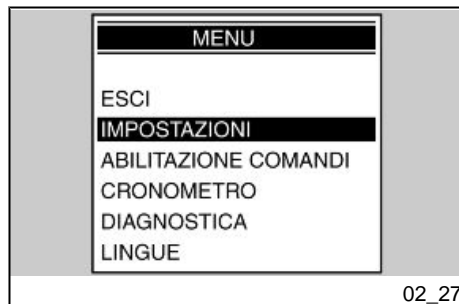 MENU
ESCI
IMPOSTAZIONI
ABILITAZIONE COMANDI
CRONOMETRO
DIAGNOSTICA
LINGUE
02_27